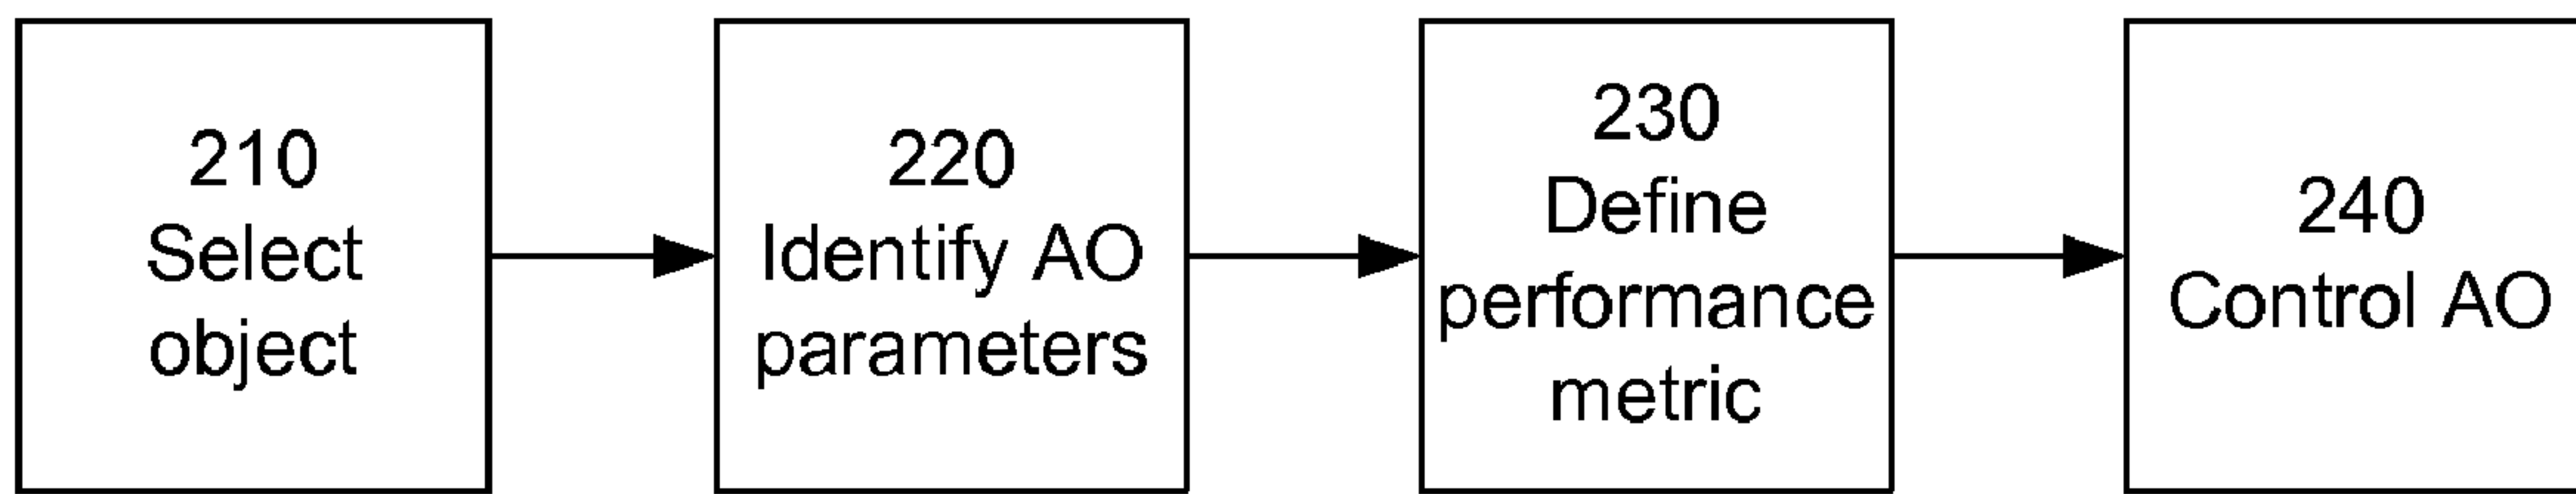 210
Select
object
220
Identify AO
parameters
230
Define
performance
metric
240
Control AO